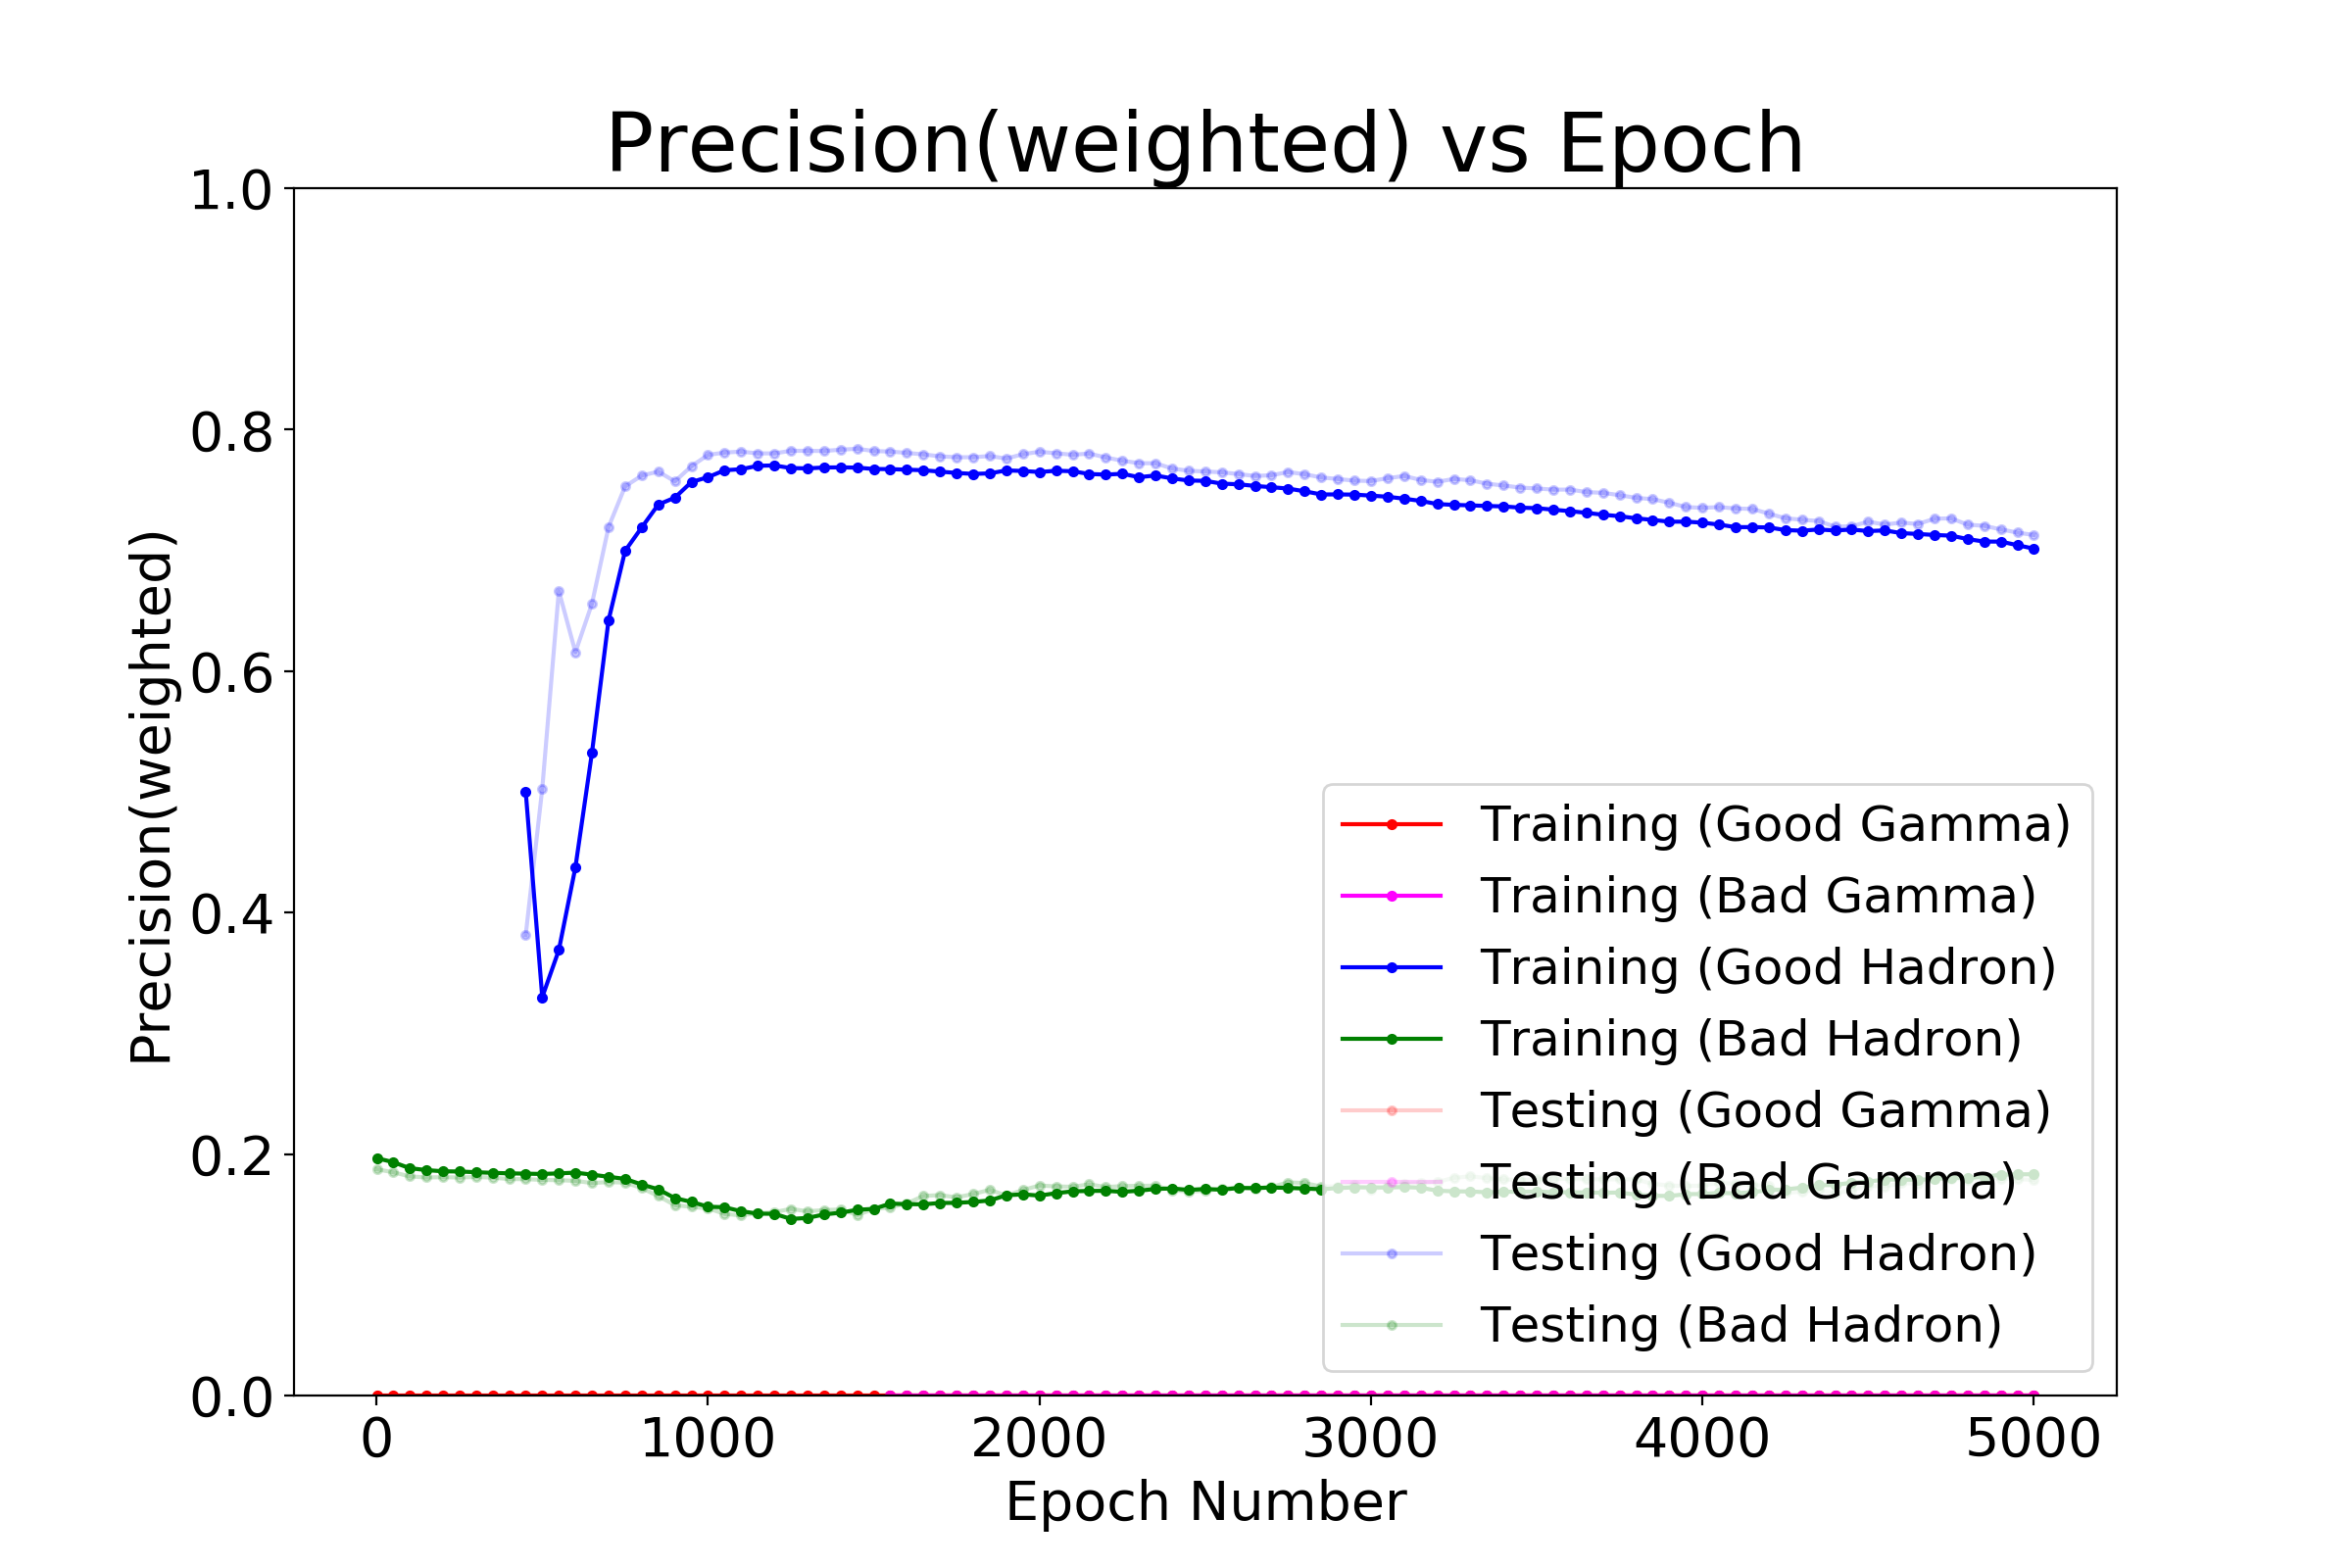 Precision(weighted) vs Epoch
Precision(weighted)
1.0
0.8
0.6
0.4
0.2
0.0
Training (Good Gamma)
Training (Bad Gamma)
Training (Good Hadron)
Training (Bad Hadron)
Testing (Good Gamma)
Testing (Bad Gamma)
Testing (Good Hadron)
Testing (Bad Hadron)
0 1000 2000 3000 4000 5000
Epoch Number